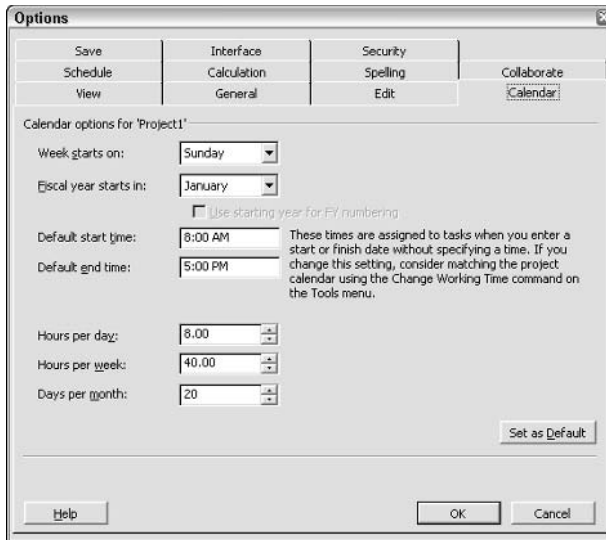 Options
Save Interface Security
Schedule Calculation Spelling Collaborate
View General Edit Calendar
Calendar options for 'Project1'
Week starts on: Sunday
Fiscal year starts in: January
Use starting year for FY numbering
Default start time: 8:00 AM
Default end time: 5:00 PM
These times are assigned to tasks when you enter a
start or finish date without specifying a time. If you
change this setting, consider matching the project
calendar using the Change Working Time command on
the Tools menu.
Hours per day: 8.00
Hours per week: 40.00
Days per month: 20
Set as Default
Help OK Cancel